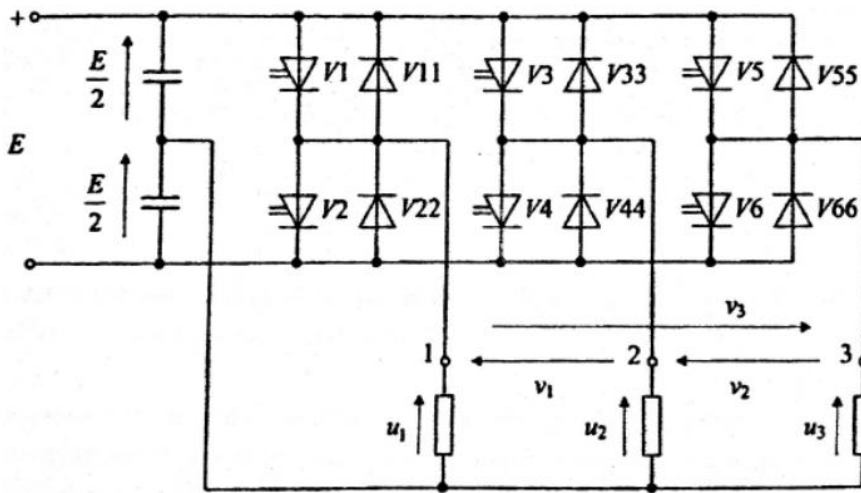 +
E/2
V1 V11 V3 V33 V5 V55
E
E/2
V2 V22 V4 V44 V6 V66
v₃
1 2 3
v₁ v₂
u₁ u₂ u₃